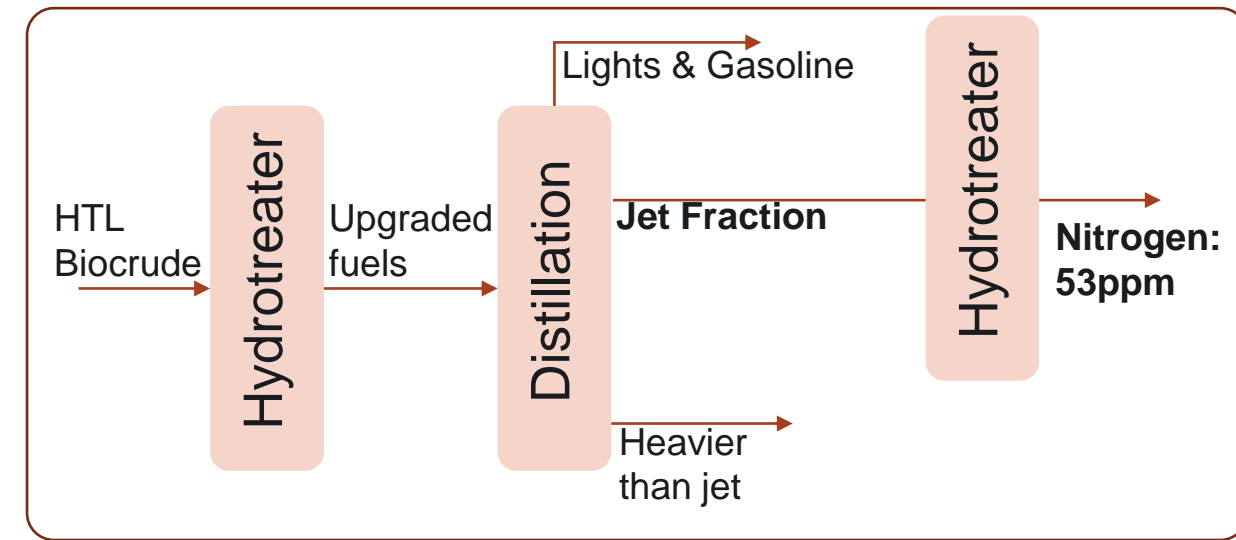 HTL
Biocrude
Hydrotreater
Upgraded
fuels
Distillation
Lights & Gasoline
Jet Fraction
Heavier
than jet
Hydrotreater
Nitrogen:
53ppm